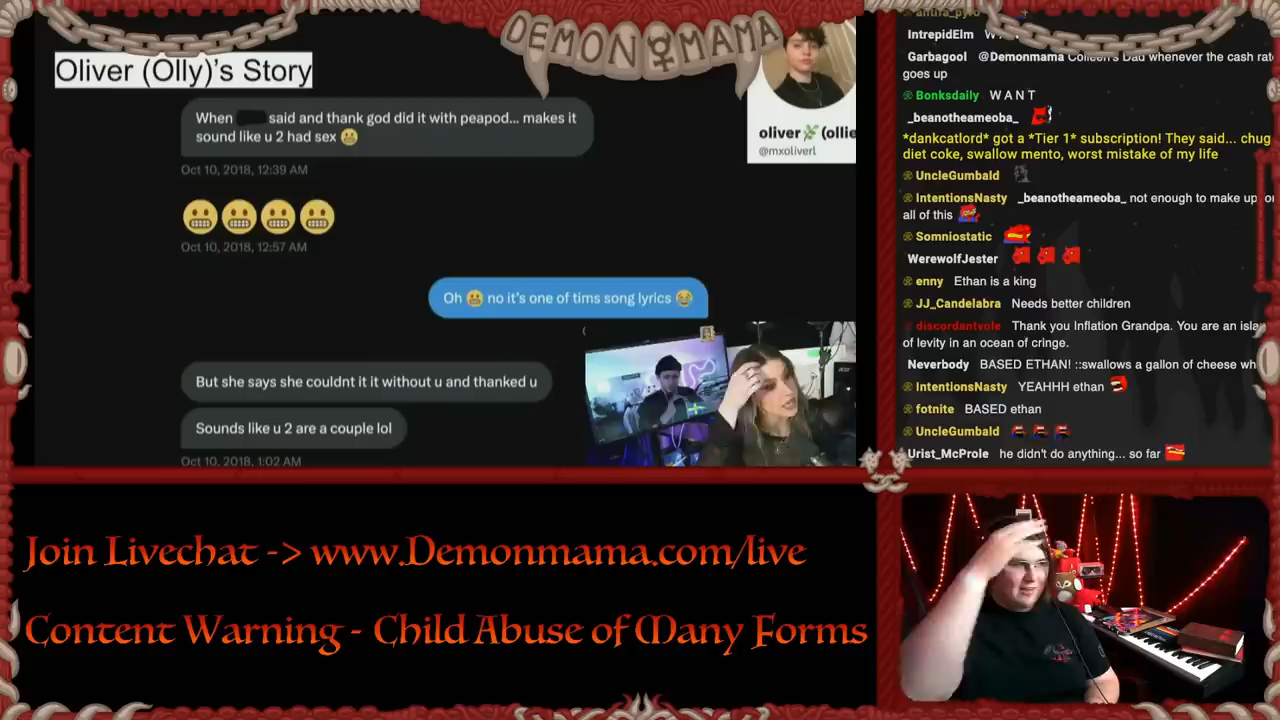 DEMON MAMA
Oliver (Olly)'s Story
When said and thank god did it with peapod... makes it
sound like u 2 had sex 😬
Oct 10, 2018, 12:39 AM
😬😬😬😬
Oct 10, 2018, 12:57 AM
Oh 😬 no it's one of tims song lyrics 😂
But she says she couldnt it it without u and thanked u
Sounds like u 2 are a couple lol
Oct 10, 2018, 1:02 AM
oliver🌿(ollie
@mxoliverl
antifa_pyro
IntrepidElm
Garbagool @Demonmama Colleen's Dad whenever the cash rat
goes up
Bonksdaily W A N T
_beanotheameoba_
*dankcatlord* got a *Tier 1* subscription! They said... chug
diet coke, swallow mento, worst mistake of my life
UncleGumbald
IntentionsNasty _beanotheameoba_ not enough to make up
all of this
Somniostatic
WerewolfJester
enny Ethan is a king
JJ_Candelabra Needs better children
discordantvole Thank you Inflation Grandpa. You are an isla
of levity in an ocean of cringe.
Neverbody BASED ETHAN! ::swallows a gallon of cheese wh
IntentionsNasty YEAHHH ethan
fotnite BASED ethan
UncleGumbald
Urist_McProle he didn't do anything... so far
Join Livechat -> www.Demonmama.com/live
Content Warning - Child Abuse of Many Forms